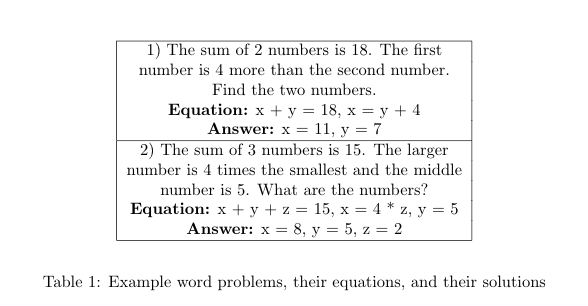 1) The sum of 2 numbers is 18. The first
number is 4 more than the second number.
Find the two numbers.
Equation: x + y = 18, x = y + 4
Answer: x = 11, y = 7
2) The sum of 3 numbers is 15. The larger
number is 4 times the smallest and the middle
number is 5. What are the numbers?
Equation: x + y + z = 15, x = 4 * z, y = 5
Answer: x = 8, y = 5, z = 2
Table 1: Example word problems, their equations, and their solutions